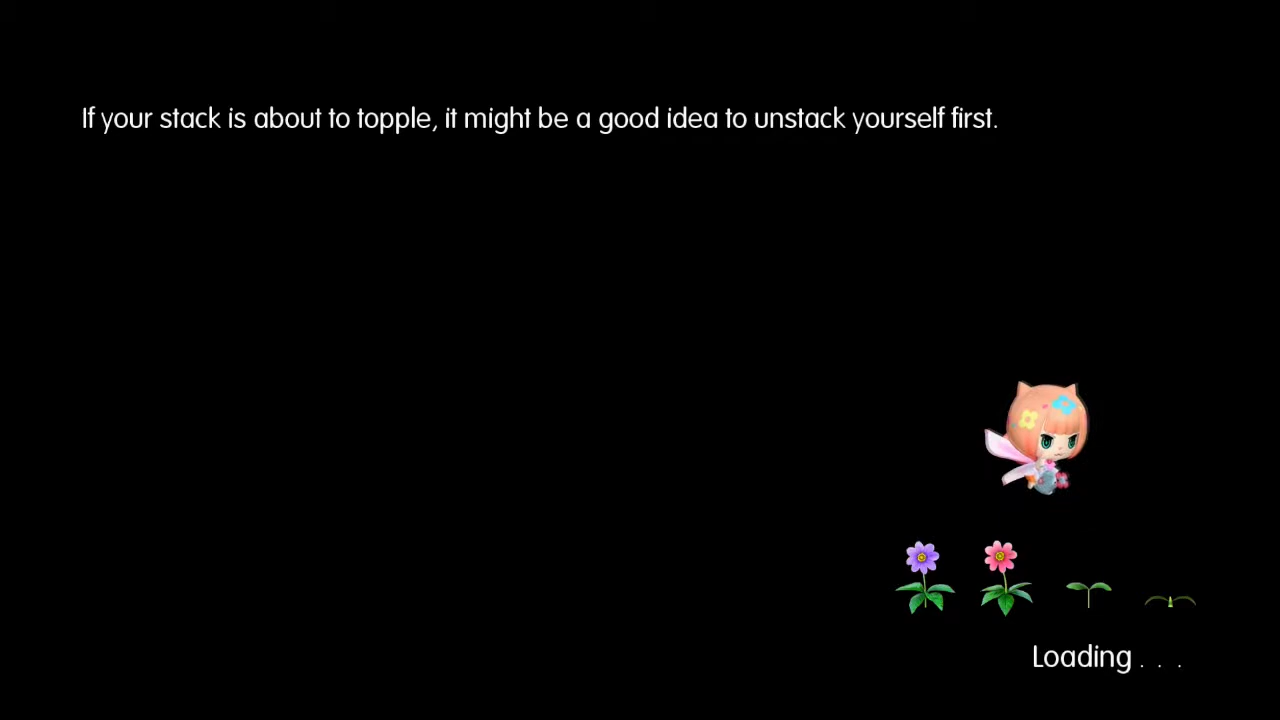 If your stack is about to topple, it might be a good idea to unstack yourself first.
Loading . . .